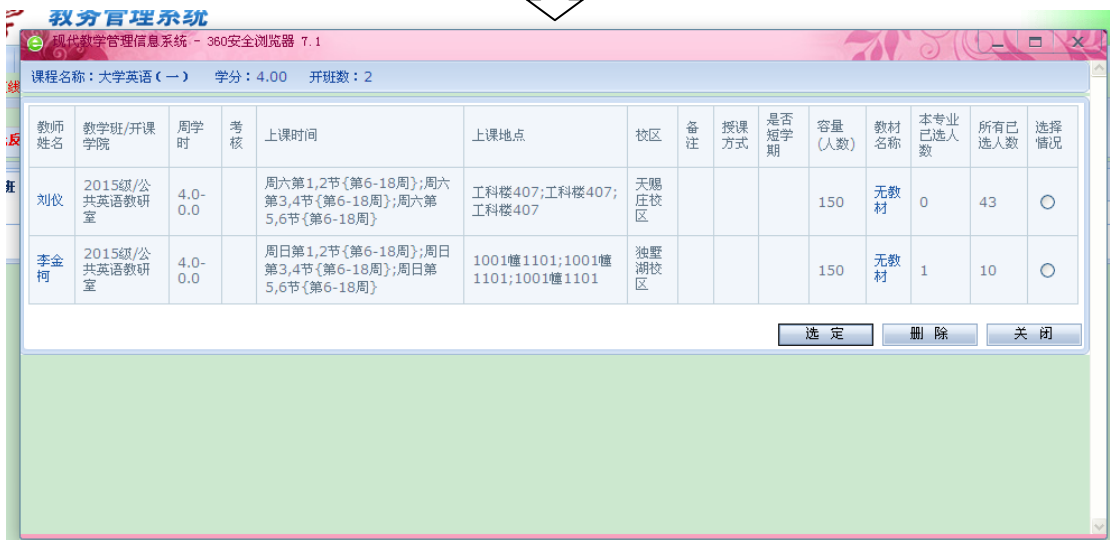 教务管理系统
现代教学管理信息系统 - 360安全浏览器 7.1
课程名称：大学英语(一) 学分：4.00 开班数：2
教师姓名 教学班/开课学院 周学时 考核 上课时间 上课地点 校区 备注 授课方式 是否短学期 容量(人数) 教材名称 本专业已选人数 所有已选人数 选择情况
刘仪 2015级/公共英语教研室 4.0-0.0 周六第1,2节{第6-18周};周六第3,4节{第6-18周};周六第5,6节{第6-18周} 工科楼407;工科楼407;工科楼407 天赐庄校区 150 无教材 0 43
李金柯 2015级/公共英语教研室 4.0-0.0 周日第1,2节{第6-18周};周日第3,4节{第6-18周};周日第5,6节{第6-18周} 1001幢1101;1001幢1101;1001幢1101 独墅湖校区 150 无教材 1 10
选 定 删 除 关 闭